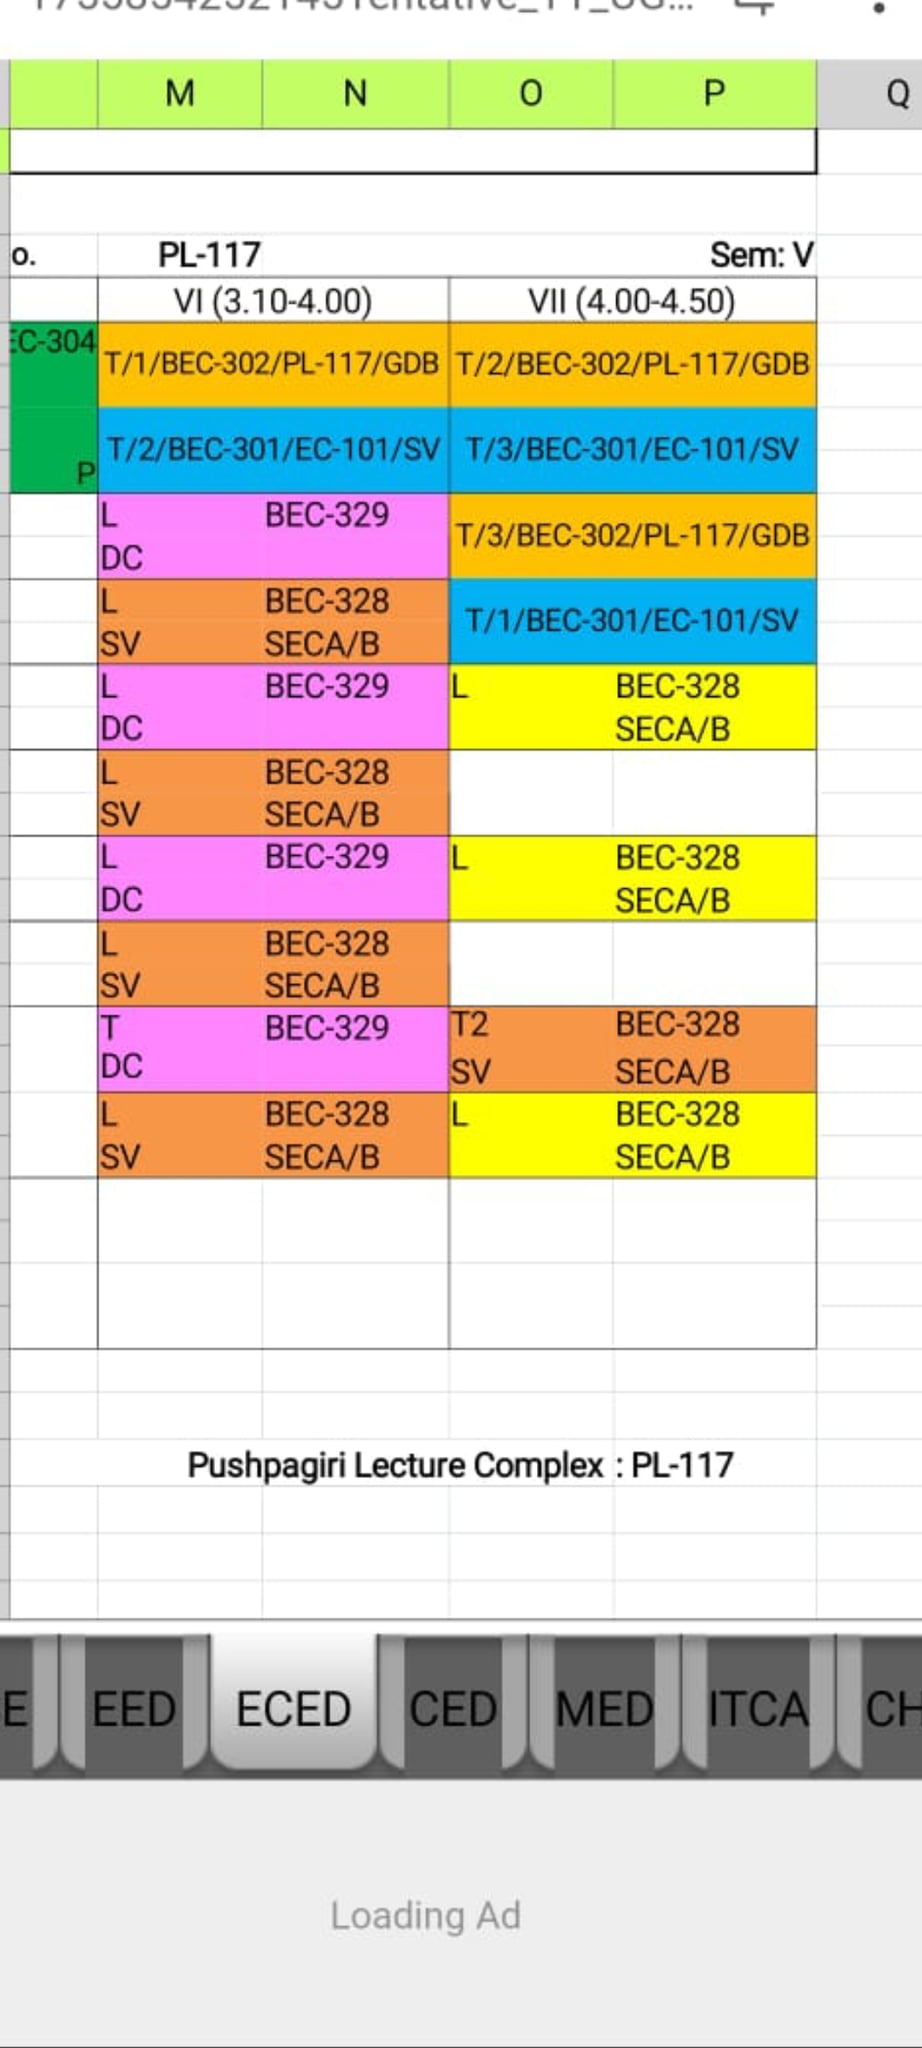 M N O P Q
o. PL-117 Sem: V
VI (3.10-4.00) VII (4.00-4.50)
EC-304
T/1/BEC-302/PL-117/GDB T/2/BEC-302/PL-117/GDB
T/2/BEC-301/EC-101/SV T/3/BEC-301/EC-101/SV
P
L BEC-329
DC
T/3/BEC-302/PL-117/GDB
L BEC-328
SV SECA/B
T/1/BEC-301/EC-101/SV
L BEC-329 L BEC-328
DC SECA/B
L BEC-328
SV SECA/B
L BEC-329 L BEC-328
DC SECA/B
L BEC-328
SV SECA/B
T BEC-329 T2 BEC-328
DC SV SECA/B
L BEC-328 L BEC-328
SV SECA/B SECA/B
Pushpagiri Lecture Complex : PL-117
E EED ECED CED MED ITCA CH
Loading Ad